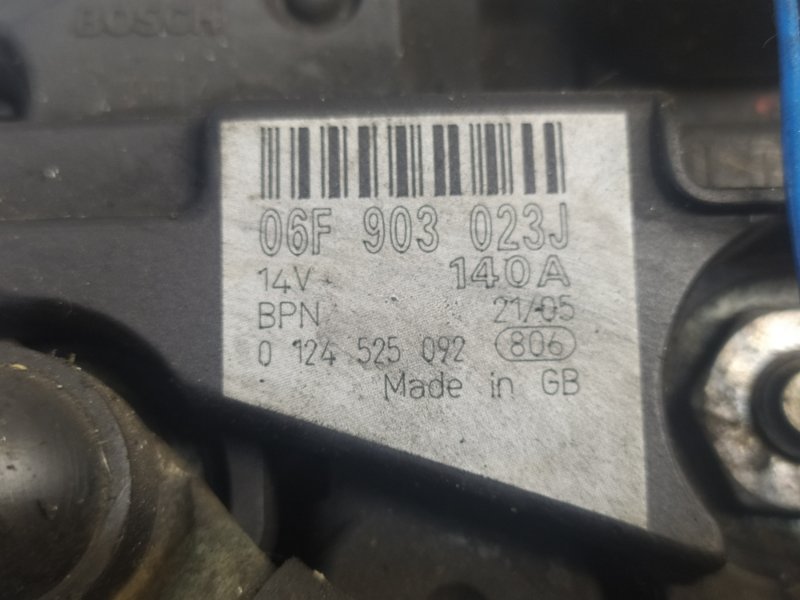 BOSCH
06F 903 023J
14V 140A
BPN 21/05
0 124 525 092 806
Made in GB